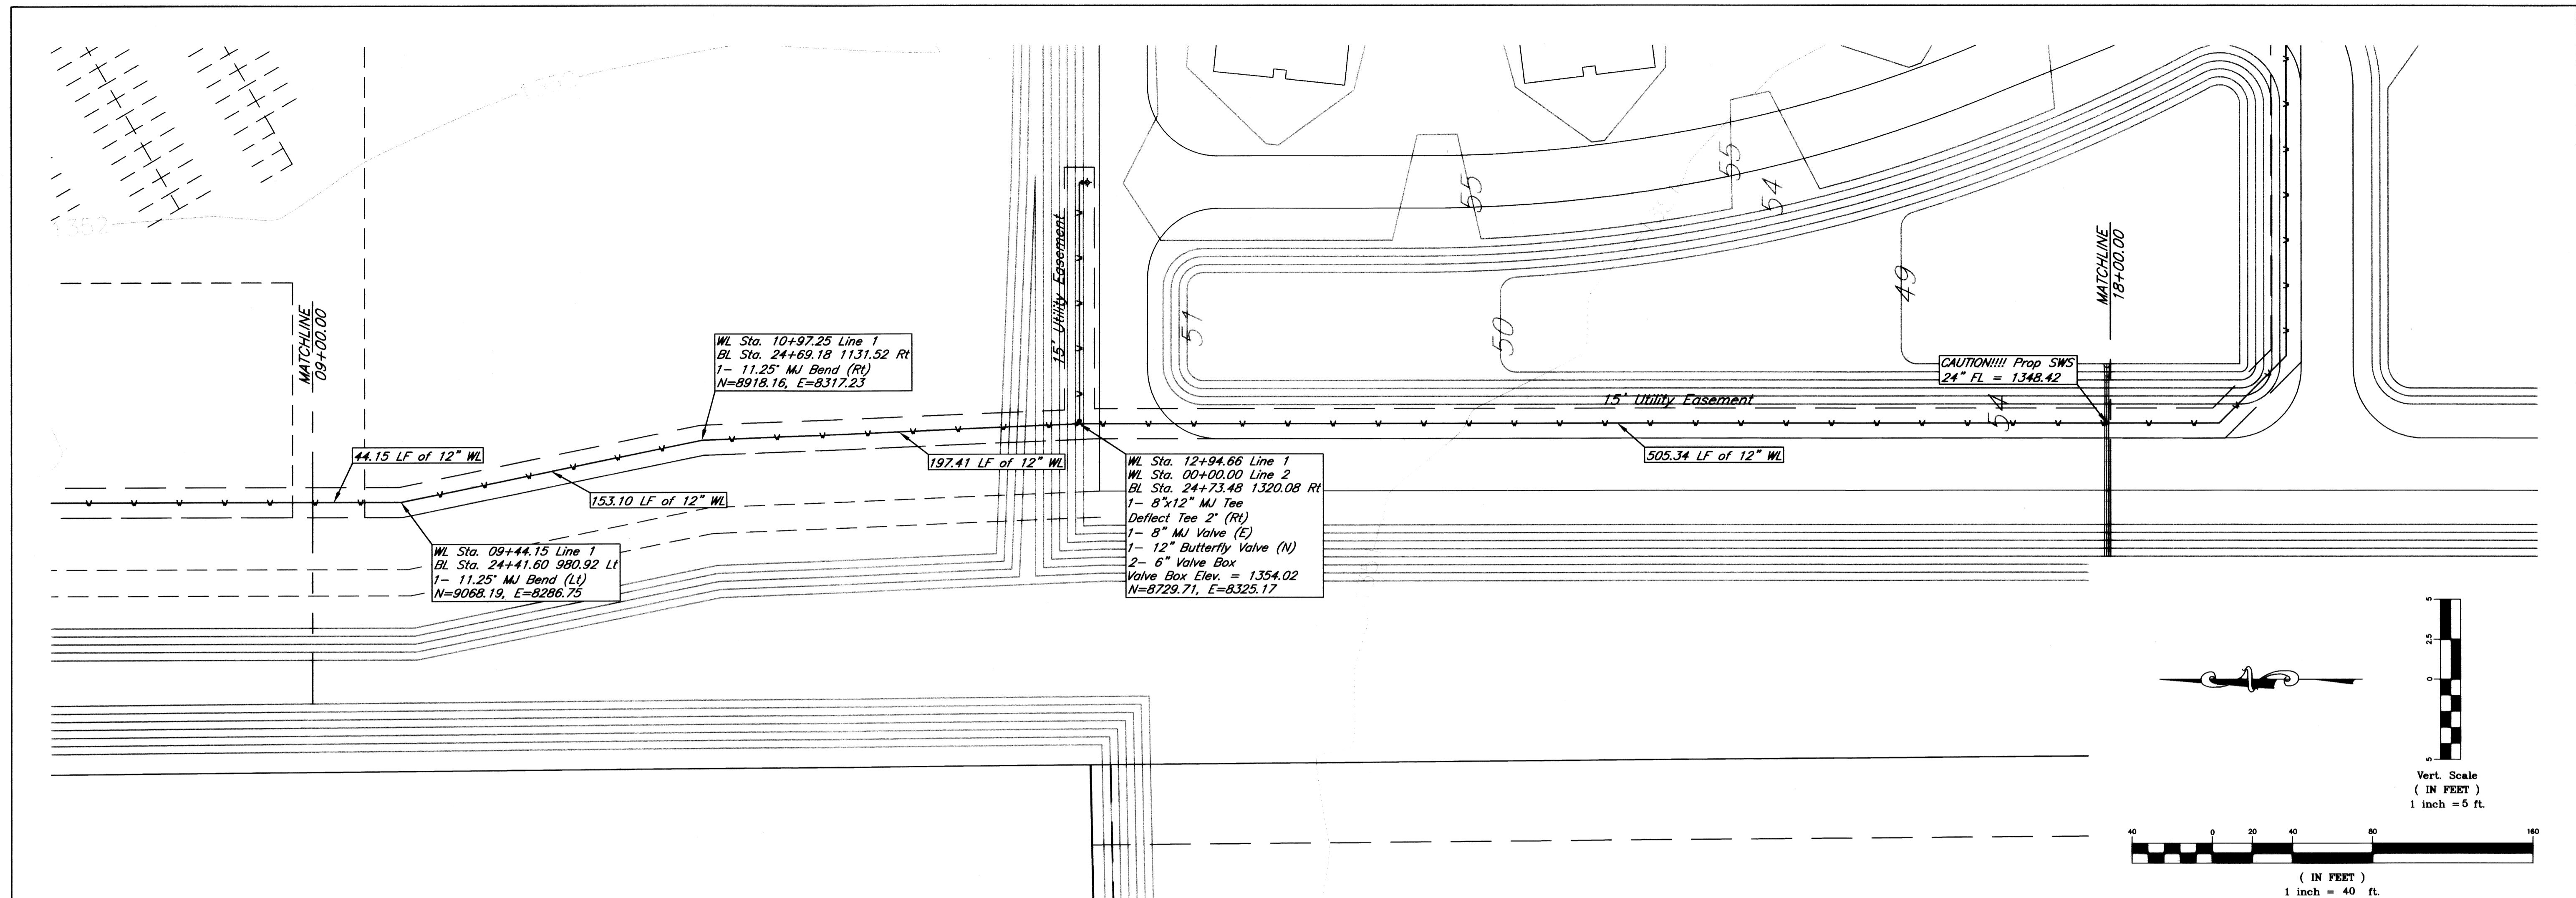 1352
MATCHLINE
09+00.00
44.15 LF of 12" WL
WL Sta. 09+44.15 Line 1
BL Sta. 24+41.60 980.92 Lt
1- 11.25° MJ Bend (Lt)
N=9068.19, E=8286.75
153.10 LF of 12" WL
WL Sta. 10+97.25 Line 1
BL Sta. 24+69.18 1131.52 Rt
1- 11.25° MJ Bend (Rt)
N=8918.16, E=8317.23
197.41 LF of 12" WL
15' Utility Easement
WL Sta. 12+94.66 Line 1
WL Sta. 00+00.00 Line 2
BL Sta. 24+73.48 1320.08 Rt
1- 8"x12" MJ Tee
Deflect Tee 2° (Rt)
1- 8" MJ Valve (E)
1- 12" Butterfly Valve (N)
2- 6" Valve Box
Valve Box Elev. = 1354.02
N=8729.71, E=8325.17
51
55
50
55
54
49
15' Utility Easement
54
505.34 LF of 12" WL
CAUTION!!!! Prop SWS
24" FL = 1348.42
MATCHLINE
18+00.00
5
2.5
0
5
Vert. Scale
( IN FEET )
1 inch = 5 ft.
40 0 20 40 80 160
( IN FEET )
1 inch = 40 ft.